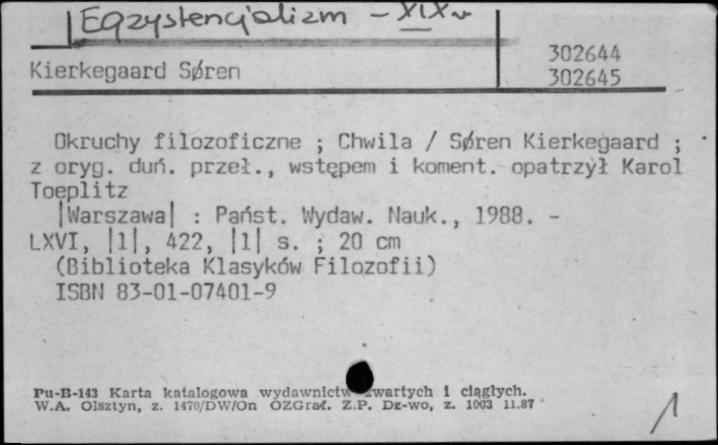 Egzystencjalizm - XIX w
302644
Kierkegaard Søren
302645
Okruchy filozoficzne ; Chwila / Søren Kierkegaard ;
z oryg. duń. przeł., wstępem i koment. opatrzył Karol
Toeplitz
|Warszawa| : Państ. Wydaw. Nauk., 1988. -
LXVI, |1|, 422, |1| s. ; 20 cm
(Biblioteka Klasyków Filozofii)
ISBN 83-01-07401-9
Pu-B-143 Karta katalogowa wydawnictw zwartych i ciągłych.
W.A. Olsztyn, z. 1470/DW/On OZGraf. Z.P. Dz-wo, z. 1003 11.87
1